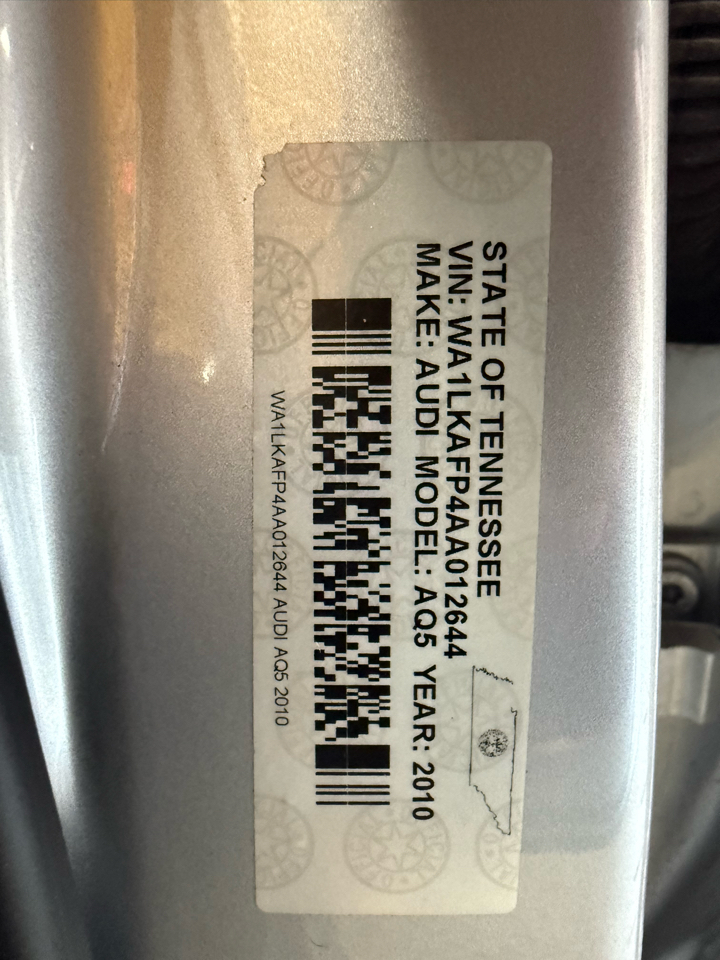 STATE OF TENNESSEE
VIN: WA1LKAFP4AA012644
MAKE: AUDI MODEL: AQ5 YEAR: 2010
WA1LKAFP4AA012644 AUDI AQ5 2010